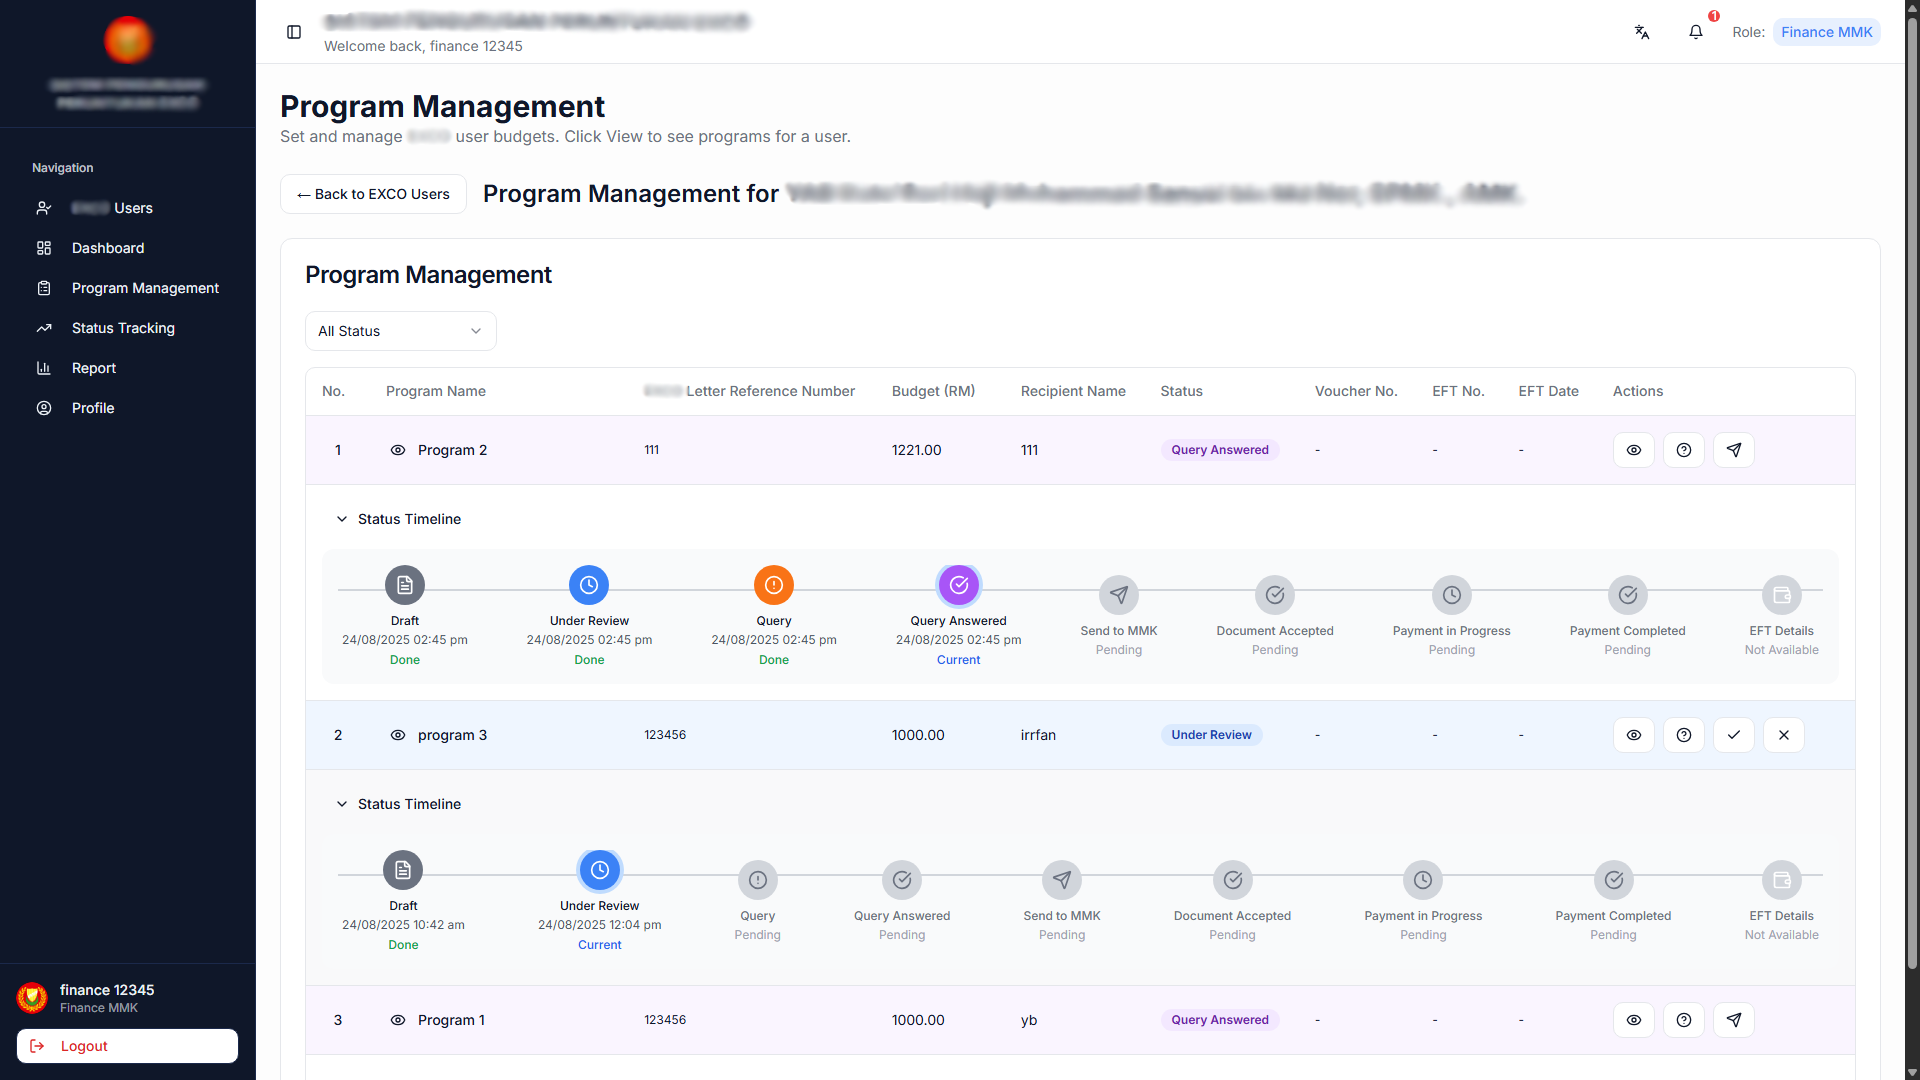 Navigation
Users
Dashboard
Program Management
Status Tracking
Report
Profile
finance 12345
Finance MMK
Logout
Welcome back, finance 12345
1
Role: Finance MMK
Program Management
Set and manage user budgets. Click View to see programs for a user.
← Back to EXCO Users
Program Management for
Program Management
All Status
No. Program Name Letter Reference Number Budget (RM) Recipient Name Status Voucher No. EFT No. EFT Date Actions
1 Program 2 111 1221.00 111 Query Answered - - -
Status Timeline
Draft Under Review Query Query Answered Send to MMK Document Accepted Payment in Progress Payment Completed EFT Details
24/08/2025 02:45 pm 24/08/2025 02:45 pm 24/08/2025 02:45 pm 24/08/2025 02:45 pm Pending Pending Pending Pending Not Available
Done Done Done Current
2 program 3 123456 1000.00 irrfan Under Review - - -
Status Timeline
Draft Under Review Query Query Answered Send to MMK Document Accepted Payment in Progress Payment Completed EFT Details
24/08/2025 10:42 am 24/08/2025 12:04 pm Pending Pending Pending Pending Pending Pending Not Available
Done Current
3 Program 1 123456 1000.00 yb Query Answered - - -